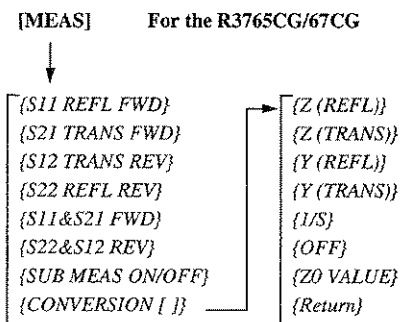 [MEAS] For the R3765CG/67CG
{S11 REFL FWD}
{S21 TRANS FWD}
{S12 TRANS REV}
{S22 REFL REV}
{S11&S21 FWD}
{S22&S12 REV}
{SUB MEAS ON/OFF}
{CONVERSION [ ]}
{Z (REFL)}
{Z (TRANS)}
{Y (REFL)}
{Y (TRANS)}
{1/S}
{OFF}
{Z0 VALUE}
{Return}